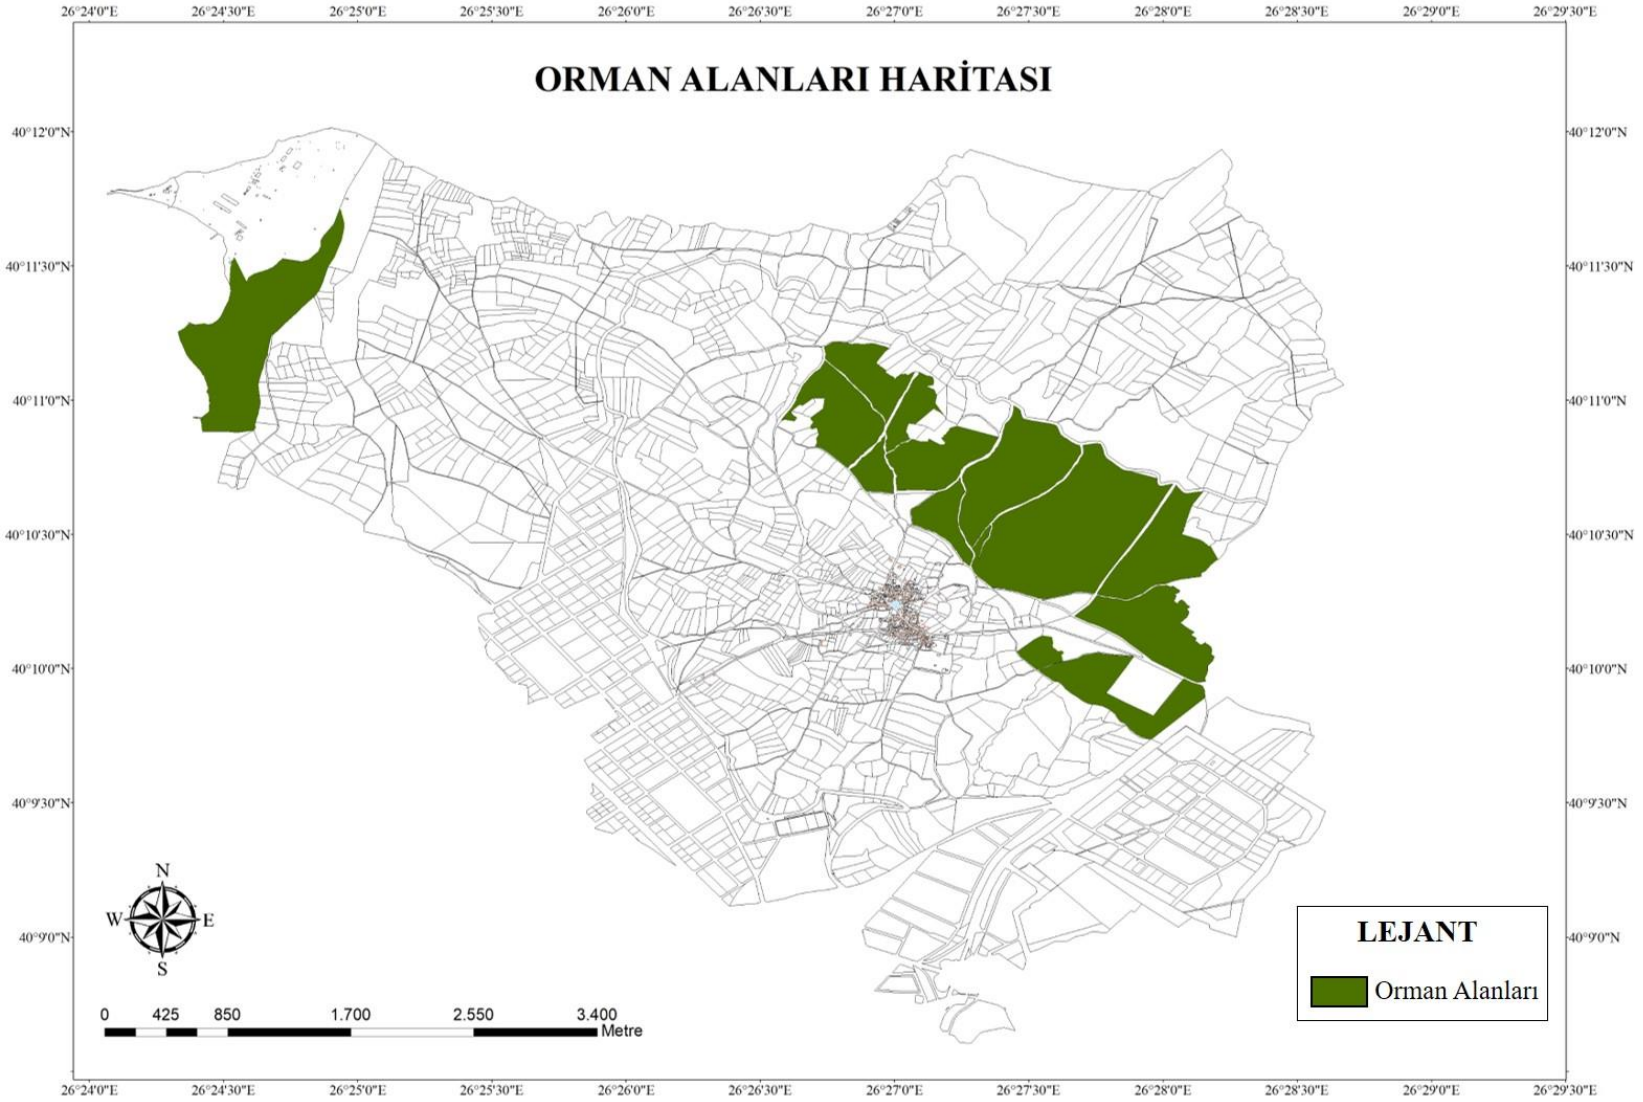 26°24'0"E 26°24'30"E 26°25'0"E 26°25'30"E 26°26'0"E 26°26'30"E 26°27'0"E 26°27'30"E 26°28'0"E 26°28'30"E 26°29'0"E 26°29'30"E
ORMAN ALANLARI HARİTASI
40°12'0"N 40°12'0"N
40°11'30"N 40°11'30"N
40°11'0"N 40°11'0"N
40°10'30"N 40°10'30"N
40°10'0"N 40°10'0"N
40°9'30"N 40°9'30"N
40°9'0"N 40°9'0"N
N
W E
S
LEJANT
Orman Alanları
0 425 850 1.700 2.550 3.400
Metre
26°24'0"E 26°24'30"E 26°25'0"E 26°25'30"E 26°26'0"E 26°26'30"E 26°27'0"E 26°27'30"E 26°28'0"E 26°28'30"E 26°29'0"E 26°29'30"E